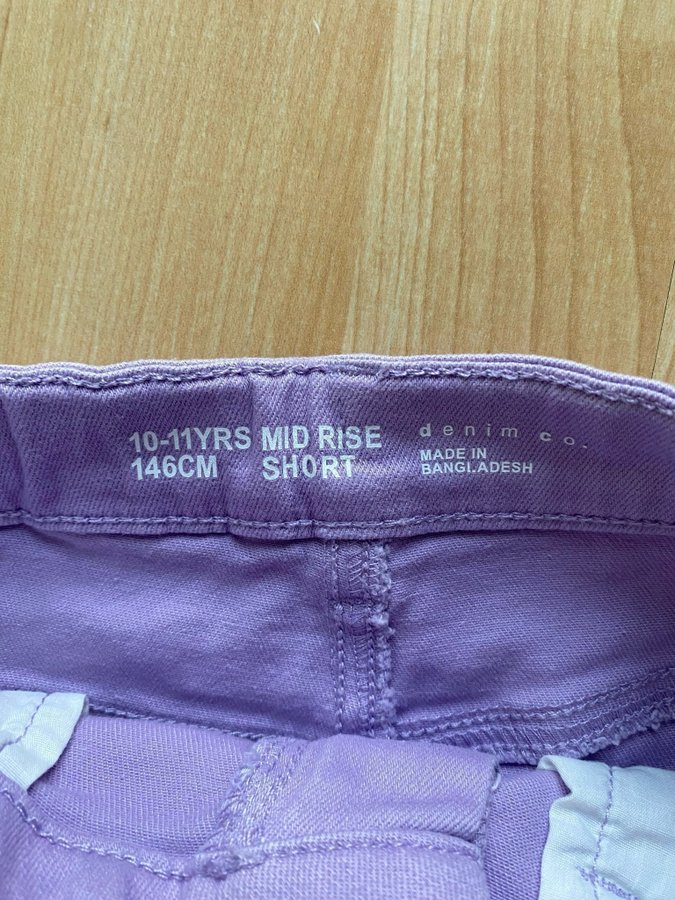 10-11YRS MID RISE
146CM SHORT
denim co.
MADE IN
BANGLADESH